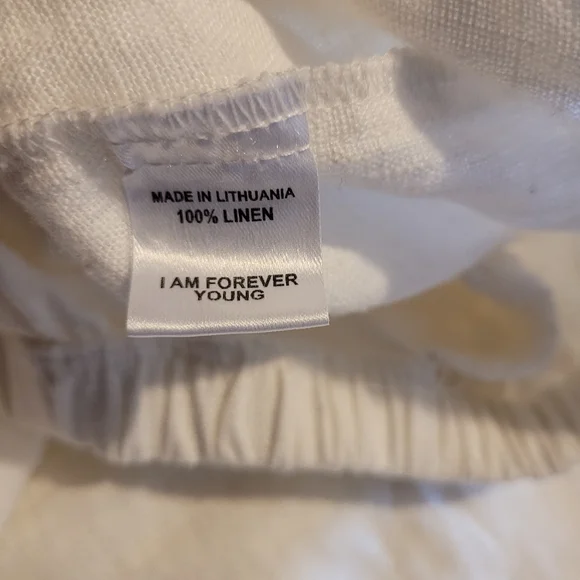 MADE IN LITHUANIA
100% LINEN
I AM FOREVER
YOUNG